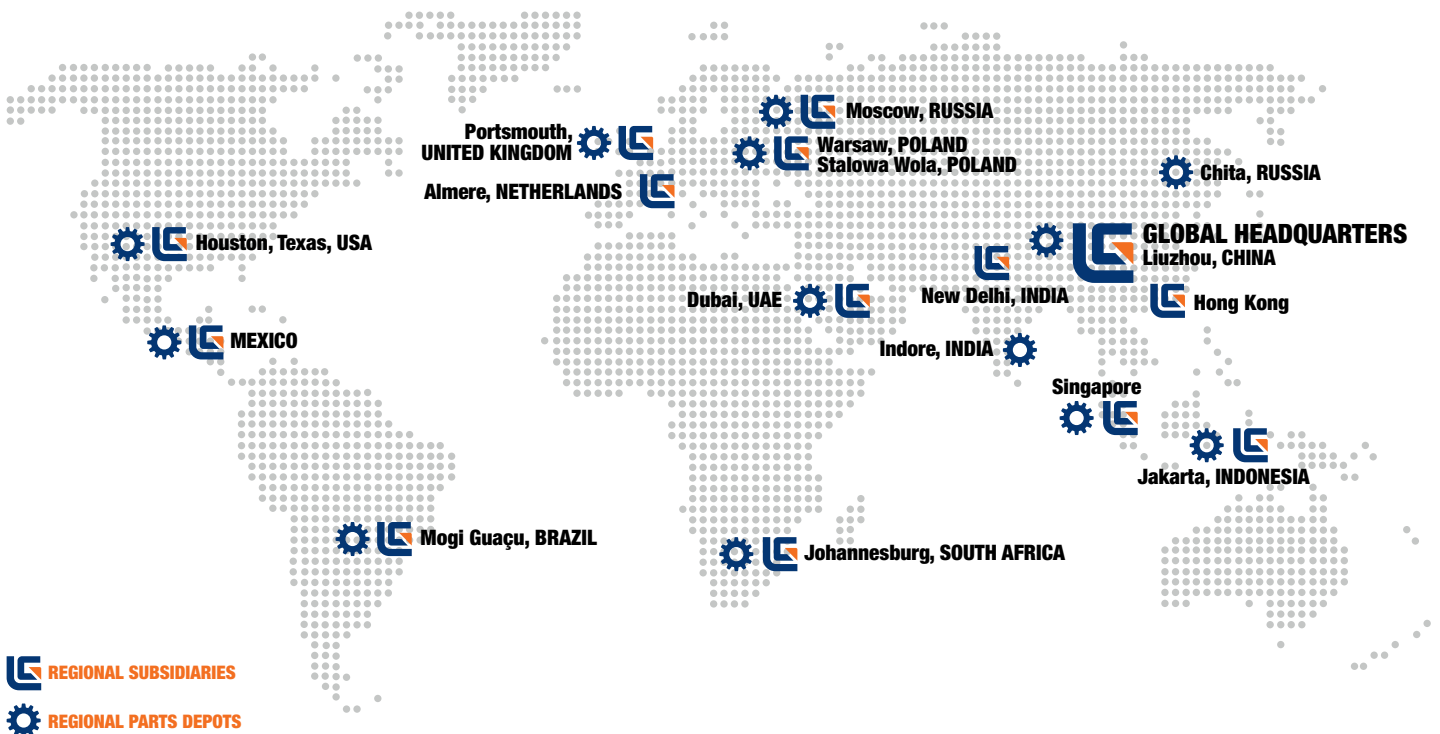 Moscow, RUSSIA
Portsmouth,
UNITED KINGDOM
Warsaw, POLAND
Stalowa Wola, POLAND
Chita, RUSSIA
Almere, NETHERLANDS
Houston, Texas, USA
GLOBAL HEADQUARTERS
Liuzhou, CHINA
New Delhi, INDIA
Dubai, UAE
Hong Kong
MEXICO
Indore, INDIA
Singapore
Jakarta, INDONESIA
Mogi Guaçu, BRAZIL
Johannesburg, SOUTH AFRICA
REGIONAL SUBSIDIARIES
REGIONAL PARTS DEPOTS